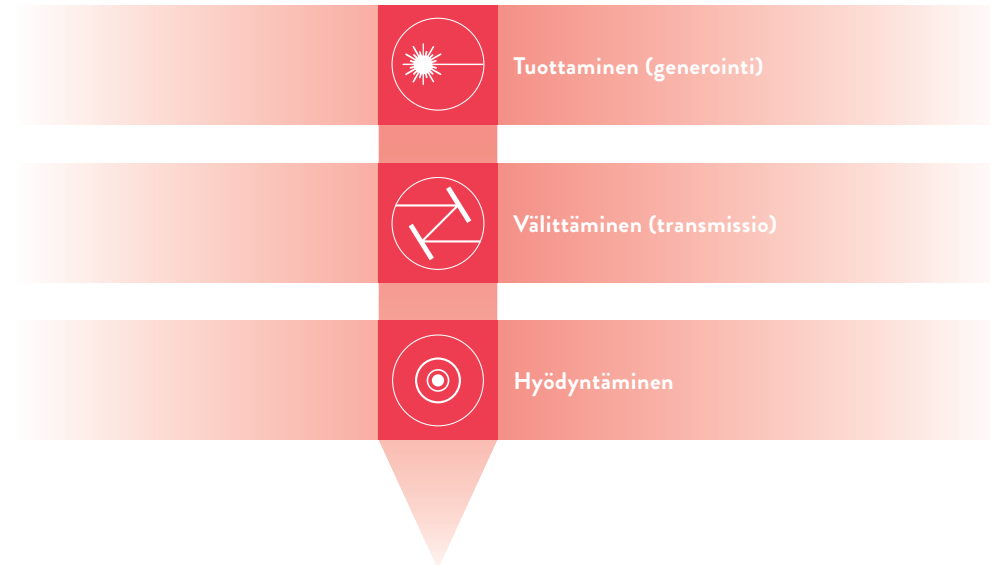 Tuottaminen (generointi)
Välittäminen (transmissio)
Hyödyntäminen